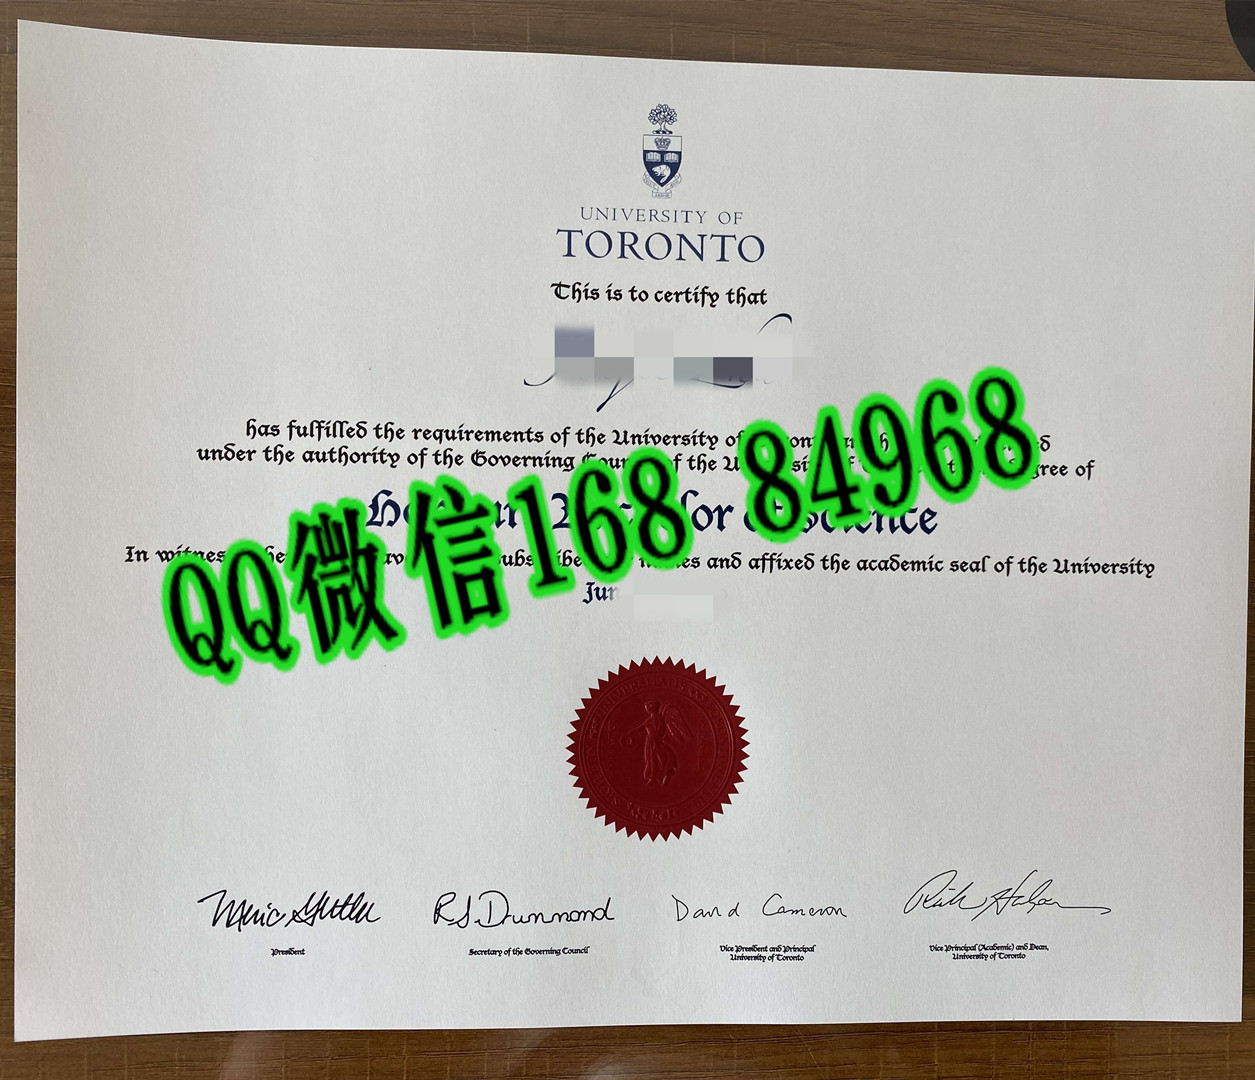 UNIVERSITY OF
TORONTO
This is to certify that
has fulfilled the requirements of the University of
under the authority of the Governing of the of
Science
In and affixed the academic seal of the University
QQ微信168 84968
President
Secretary of the Governing Council
Vice President and Principal
University of Toronto
Vice Principal (Academic) and Dean,
University of Toronto